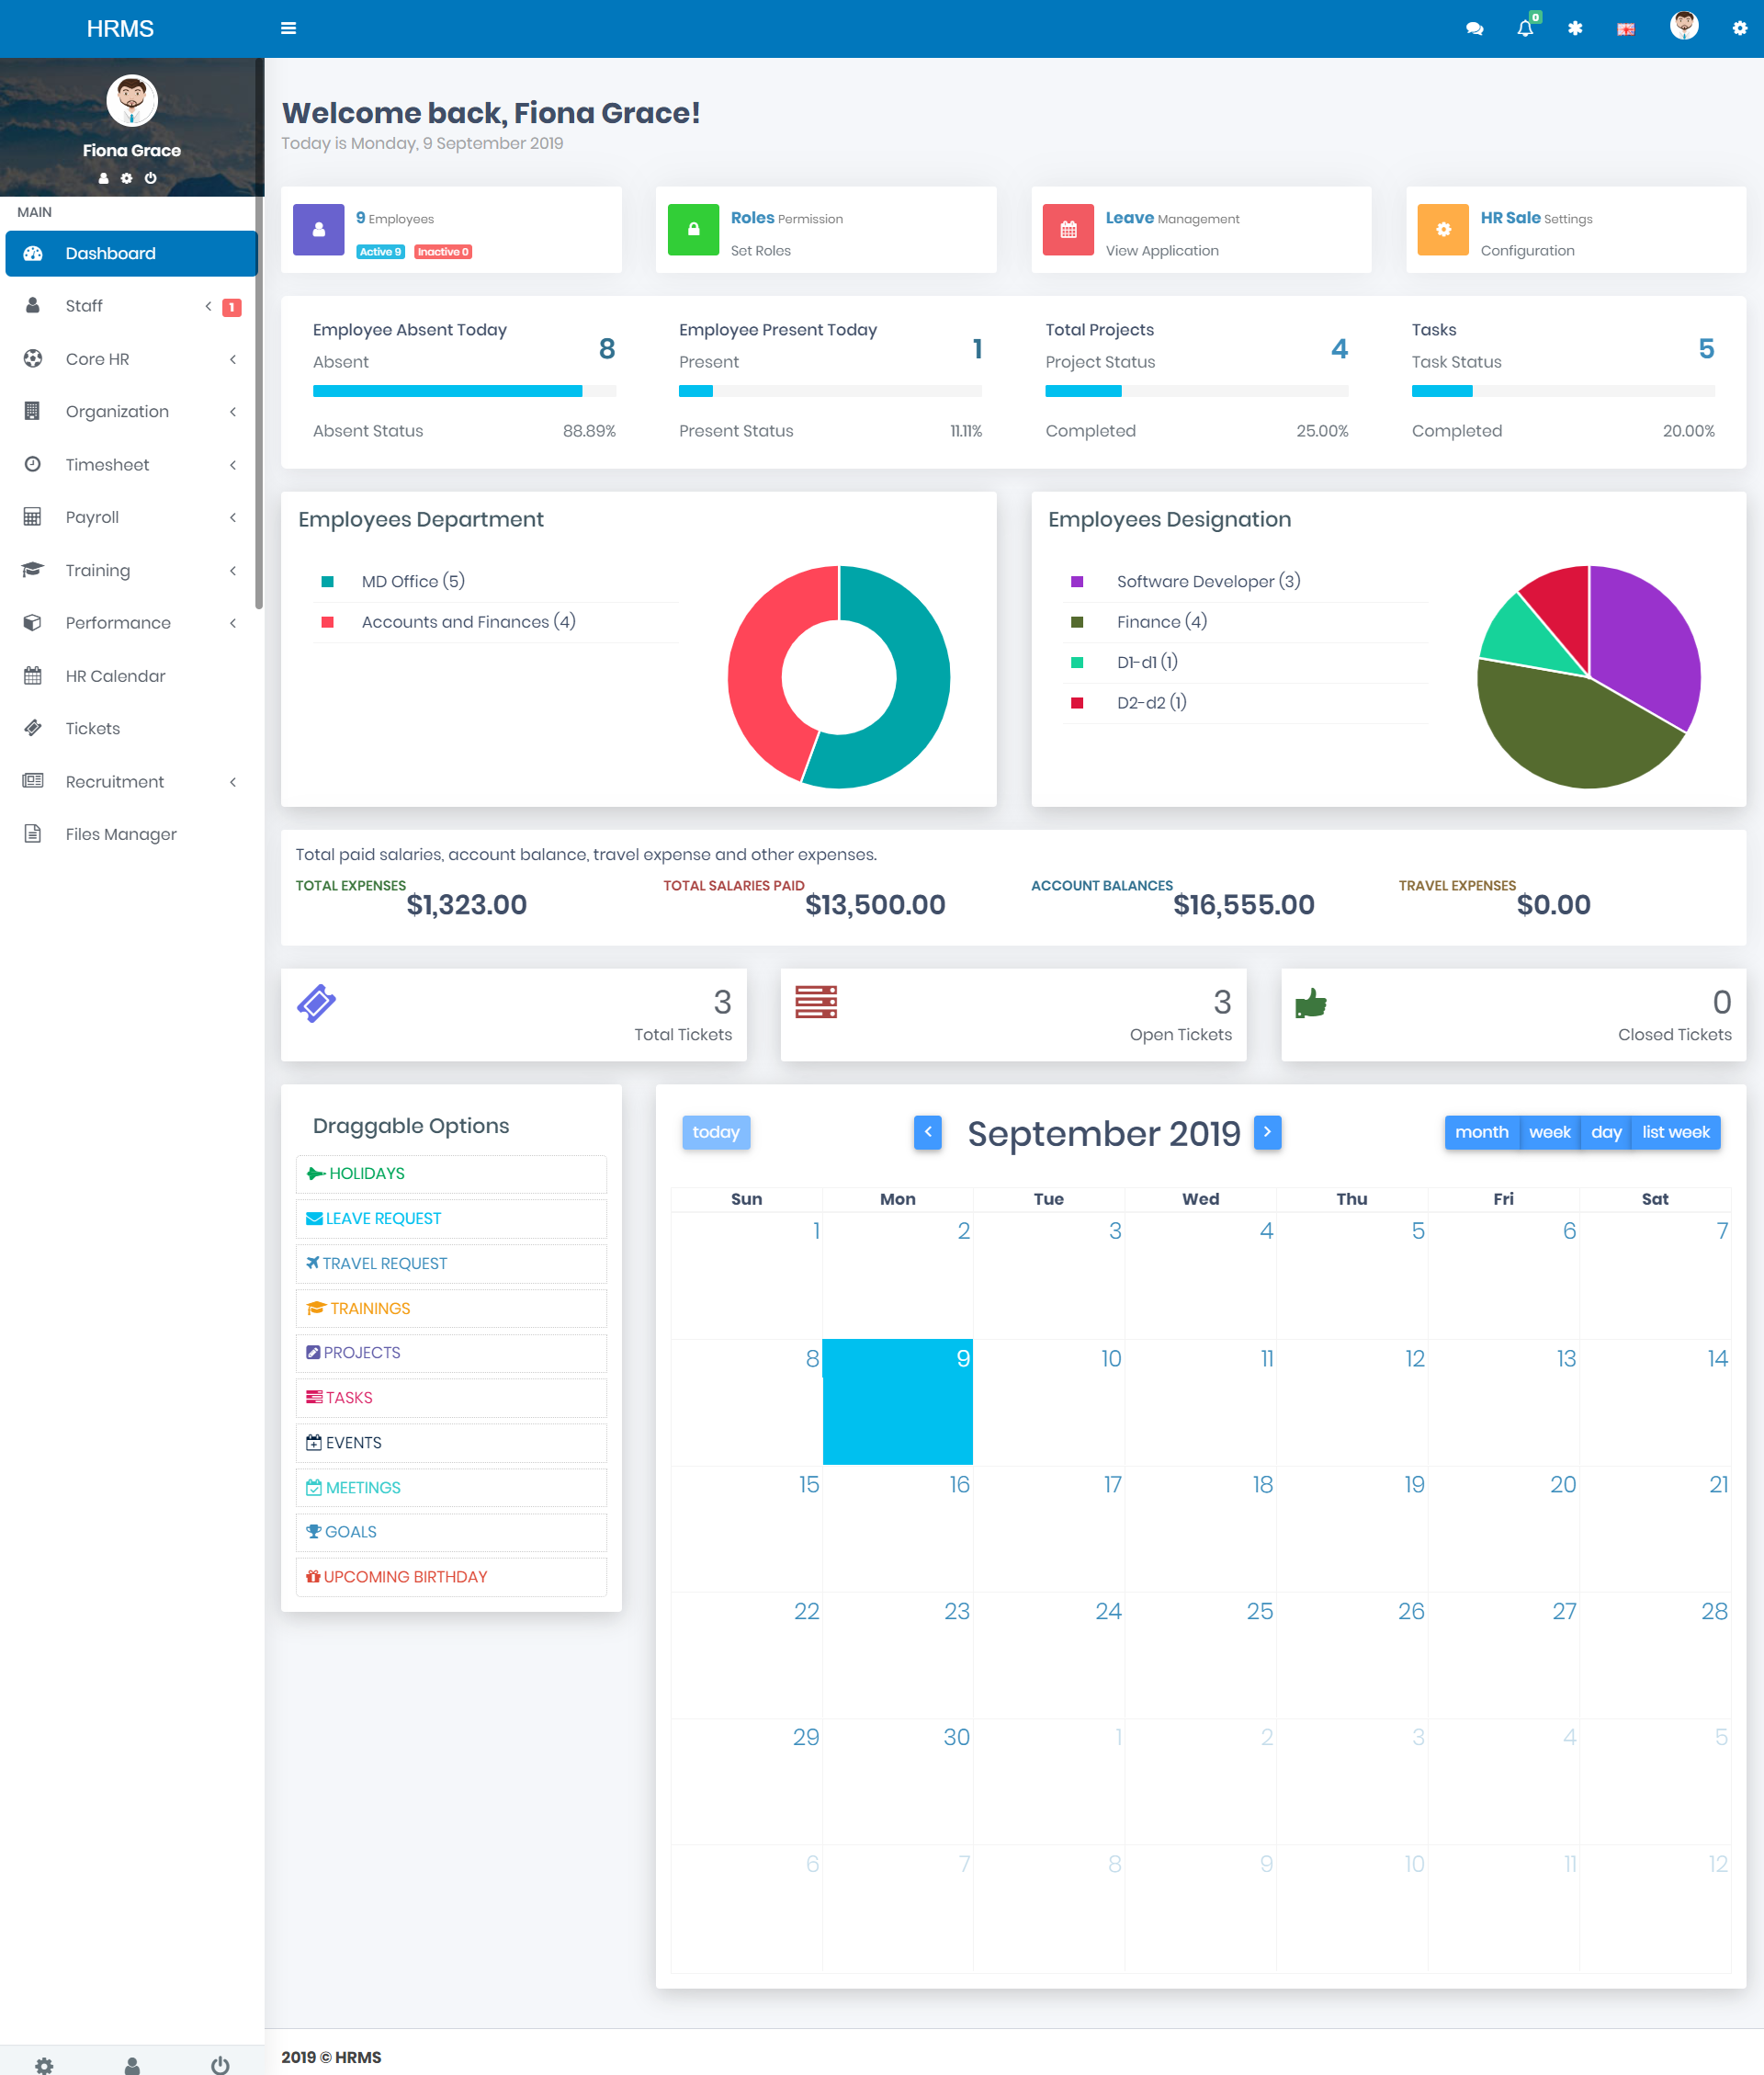 HRMS
0
Fiona Grace
MAIN
Dashboard
Staff 1
Core HR
Organization
Timesheet
Payroll
Training
Performance
HR Calendar
Tickets
Recruitment
Files Manager
Welcome back, Fiona Grace!
Today is Monday, 9 September 2019
9 Employees
Active 9 Inactive 0
Roles Permission
Set Roles
Leave Management
View Application
HR Sale Settings
Configuration
Employee Absent Today
Absent
8
Absent Status 88.89%
Employee Present Today
Present
1
Present Status 11.11%
Total Projects
Project Status
4
Completed 25.00%
Tasks
Task Status
5
Completed 20.00%
Employees Department
MD Office (5)
Accounts and Finances (4)
Employees Designation
Software Developer (3)
Finance (4)
D1-d1 (1)
D2-d2 (1)
Total paid salaries, account balance, travel expense and other expenses.
TOTAL EXPENSES $1,323.00
TOTAL SALARIES PAID $13,500.00
ACCOUNT BALANCES $16,555.00
TRAVEL EXPENSES $0.00
3
Total Tickets
3
Open Tickets
0
Closed Tickets
Draggable Options
HOLIDAYS
LEAVE REQUEST
TRAVEL REQUEST
TRAININGS
PROJECTS
TASKS
EVENTS
MEETINGS
GOALS
UPCOMING BIRTHDAY
today September 2019 month week day list week
Sun Mon Tue Wed Thu Fri Sat
1 2 3 4 5 6 7
8 9 10 11 12 13 14
15 16 17 18 19 20 21
22 23 24 25 26 27 28
29 30 1 2 3 4 5
6 7 8 9 10 11 12
2019 © HRMS